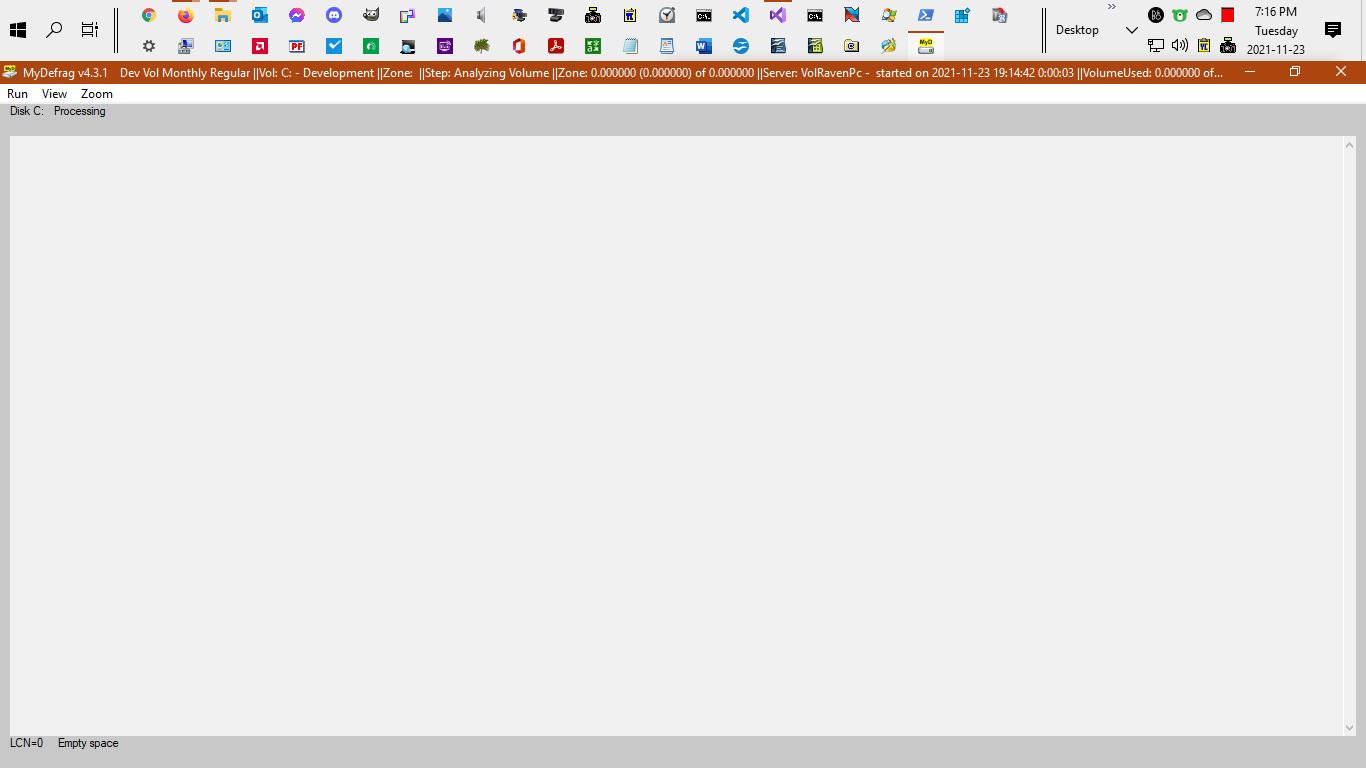 7:16 PM
Desktop
Tuesday
2021-11-23
MyDefrag v4.3.1    Dev Vol Monthly Regular ||Vol: C: - Development ||Zone:  ||Step: Analyzing Volume ||Zone: 0.000000 (0.000000) of 0.000000 ||Server: VolRavenPc -  started on 2021-11-23 19:14:42 0:00:03 ||VolumeUsed: 0.000000 of...
Run View Zoom
Disk C: Processing
LCN=0 Empty space